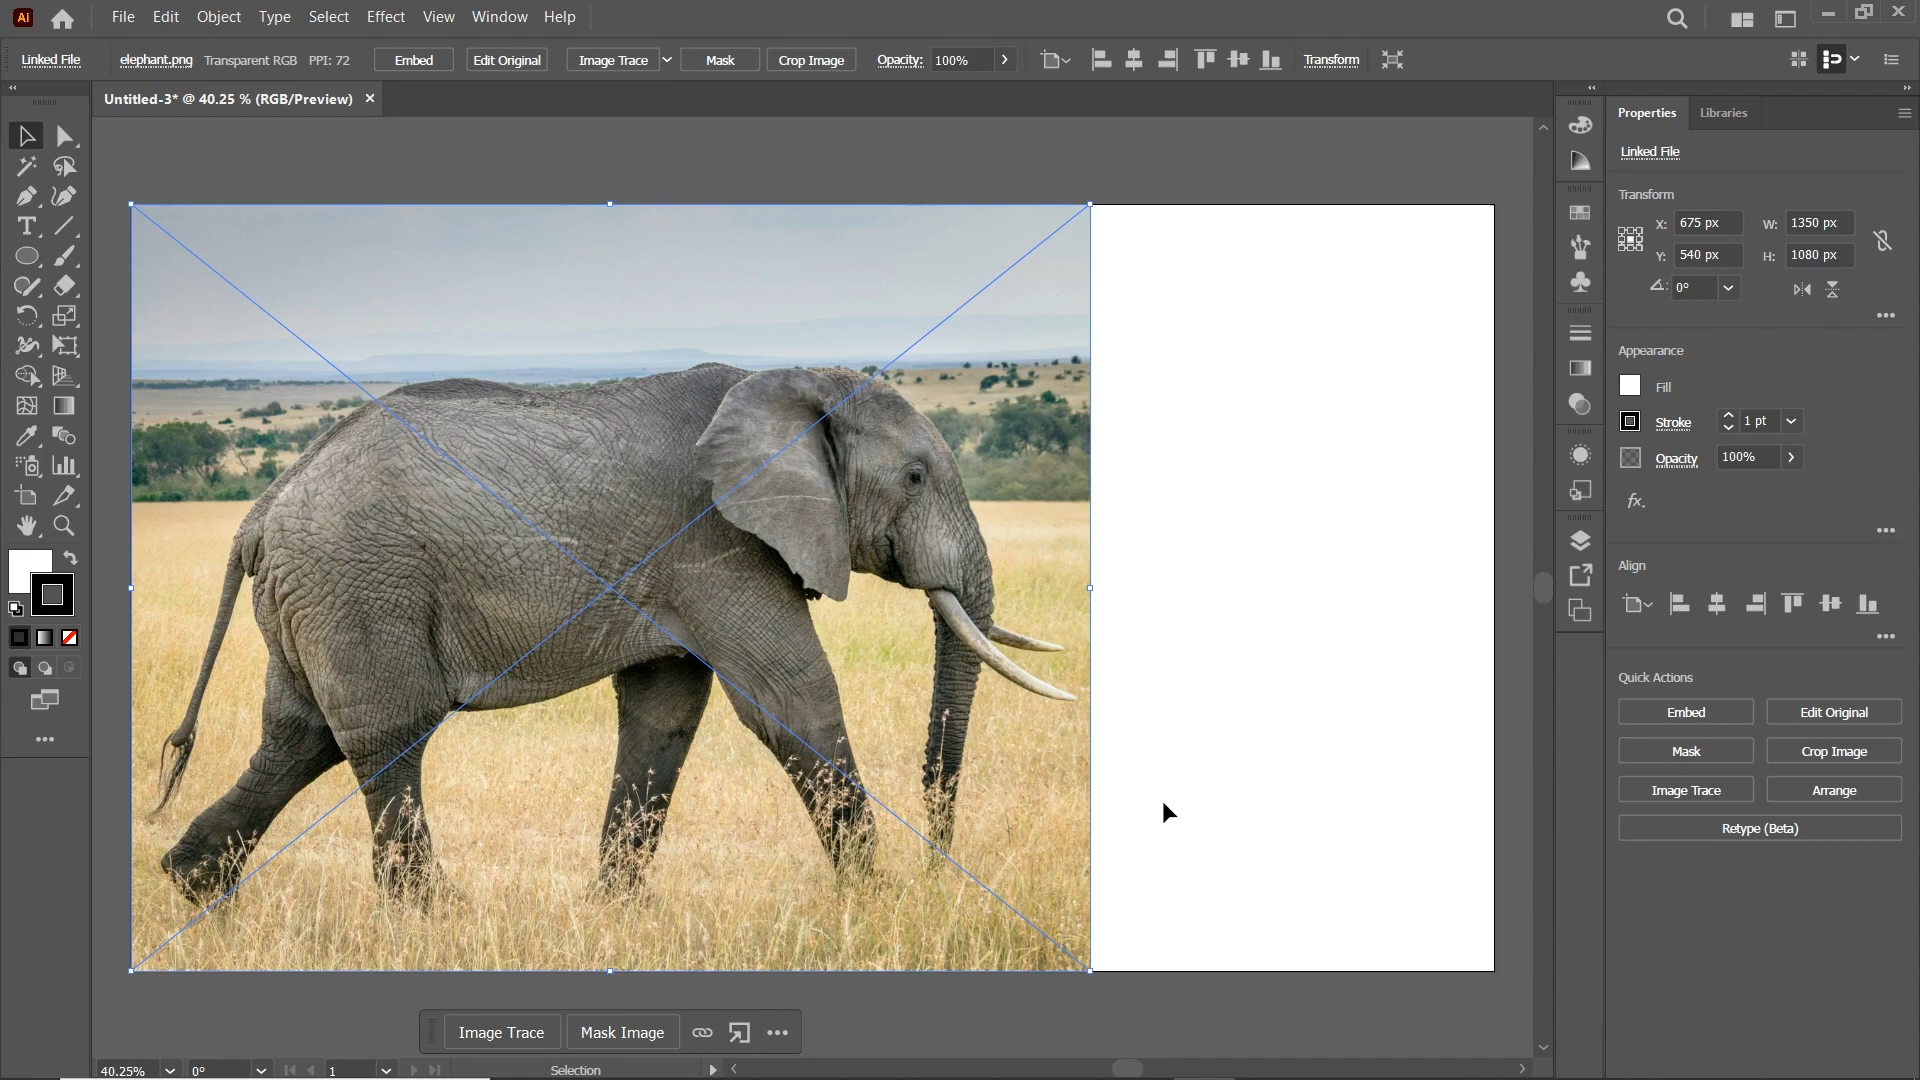 Ai File Edit Object Type Select Effect View Window Help
Linked File elephant.png Transparent RGB PPI: 72 Embed Edit Original Image Trace Mask Crop Image Opacity: 100% Transform
Untitled-3* @ 40.25 % (RGB/Preview)
Properties Libraries
Linked File
Transform
X: 675 px W: 1350 px
Y: 540 px H: 1080 px
0°
Appearance
Fill
Stroke 1 pt
Opacity 100%
fx.
Align
Quick Actions
Embed Edit Original
Mask Crop Image
Image Trace Arrange
Retype (Beta)
Image Trace Mask Image
40.25% 0° 1 Selection